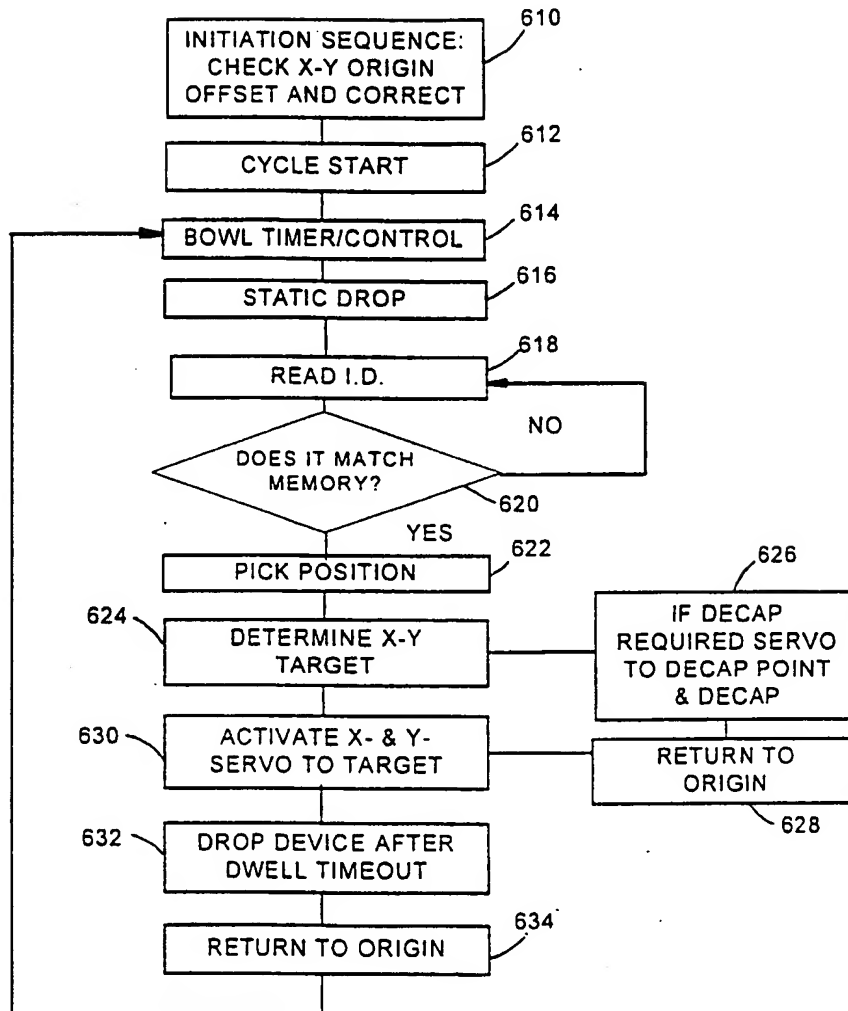 610
INITIATION SEQUENCE:
CHECK X-Y ORIGIN
OFFSET AND CORRECT
612
CYCLE START
614
BOWL TIMER/CONTROL
616
STATIC DROP
618
READ I.D.
NO
DOES IT MATCH
MEMORY?
620
YES
622
PICK POSITION
624
DETERMINE X-Y
TARGET
626
IF DECAP
REQUIRED SERVO
TO DECAP POINT
& DECAP
630
ACTIVATE X- & Y-
SERVO TO TARGET
RETURN TO
ORIGIN
628
632
DROP DEVICE AFTER
DWELL TIMEOUT
634
RETURN TO ORIGIN